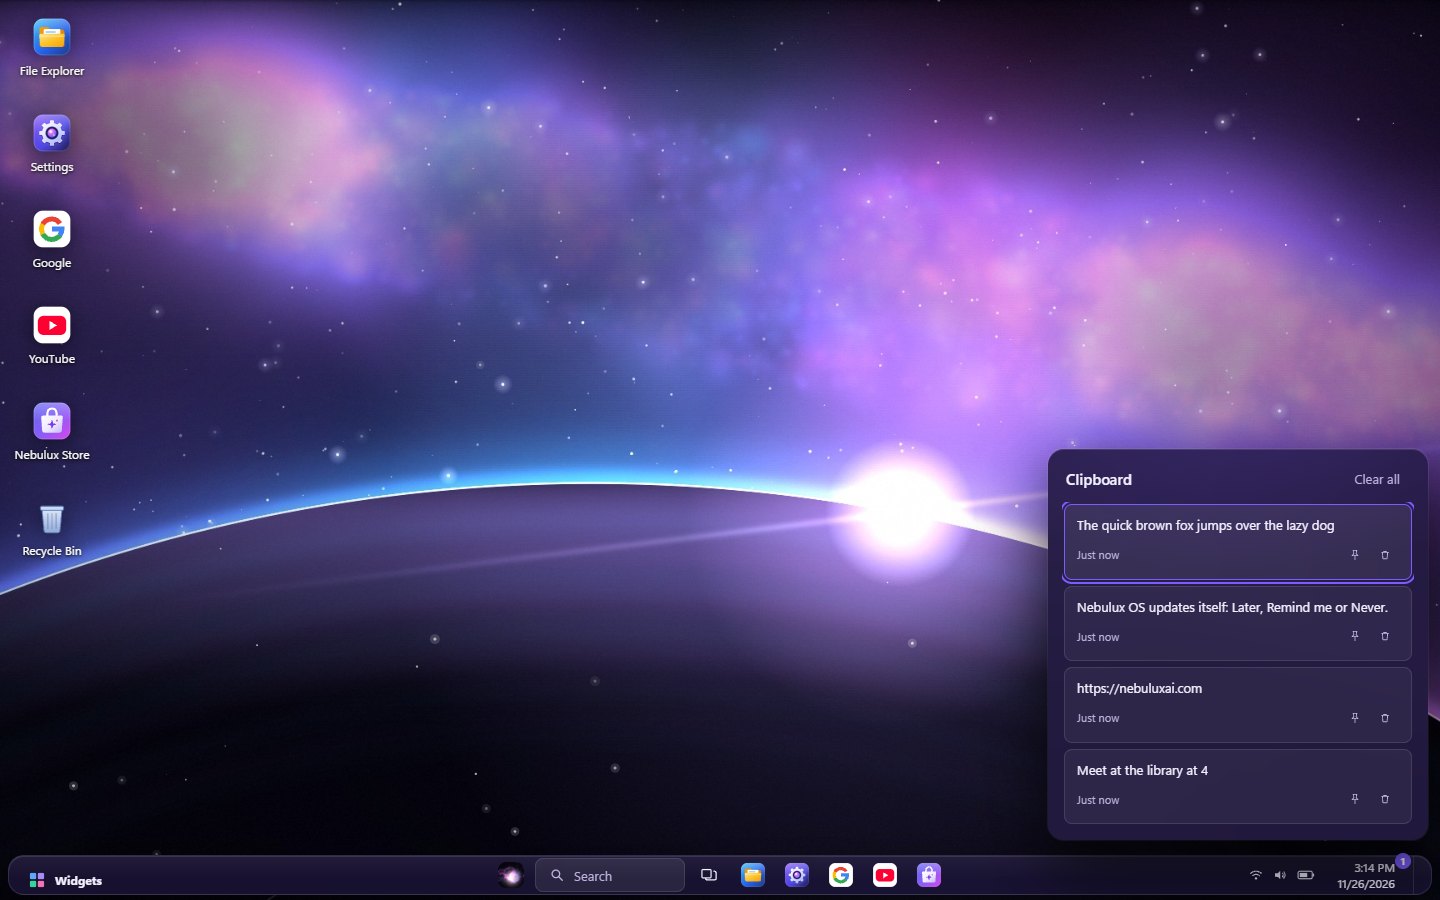 File Explorer
Settings
Google
YouTube
Nebulux Store
Recycle Bin
Clipboard
Clear all
The quick brown fox jumps over the lazy dog
Just now
Nebulux OS updates itself: Later, Remind me or Never.
Just now
https://nebuluxai.com
Just now
Meet at the library at 4
Just now
Widgets
Search
3:14 PM
1
11/26/2026